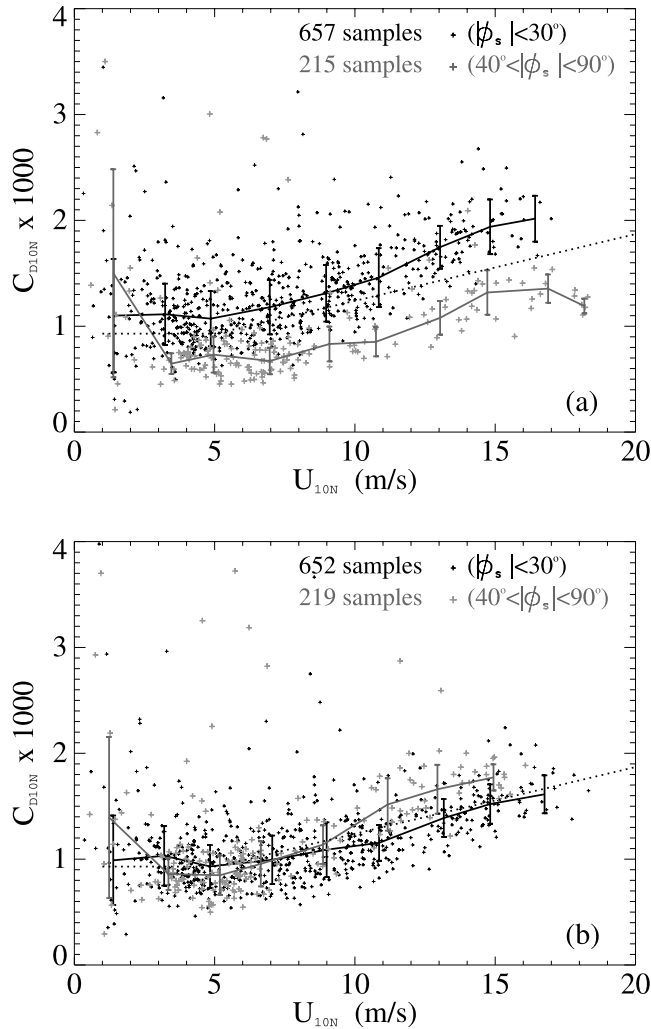 657 samples + (|ϕs|<30°)
215 samples + (40°<|ϕs|<90°)
4
3
2
1
0
C D10N x 1000
(a)
0 5 10 15 20
U10N (m/s)
652 samples + (|ϕs|<30°)
219 samples + (40°<|ϕs|<90°)
4
3
2
1
0
C D10N x 1000
(b)
0 5 10 15 20
U10N (m/s)